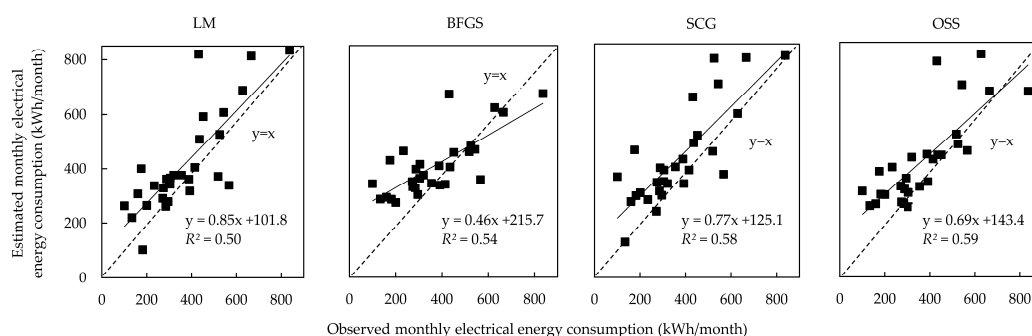 LM
BFGS
SCG
OSS
Estimated monthly electrical
energy consumption (kWh/month)
800
600
400
200
0
y=x
y = 0.85x +101.8
R² = 0.50
0 200 400 600 800
y=x
y = 0.46x +215.7
R² = 0.54
0 200 400 600 800
y−x
y = 0.77x +125.1
R² = 0.58
0 200 400 600 800
y−x
y = 0.69x +143.4
R² = 0.59
0 200 400 600 800
Observed monthly electrical energy consumption (kWh/month)